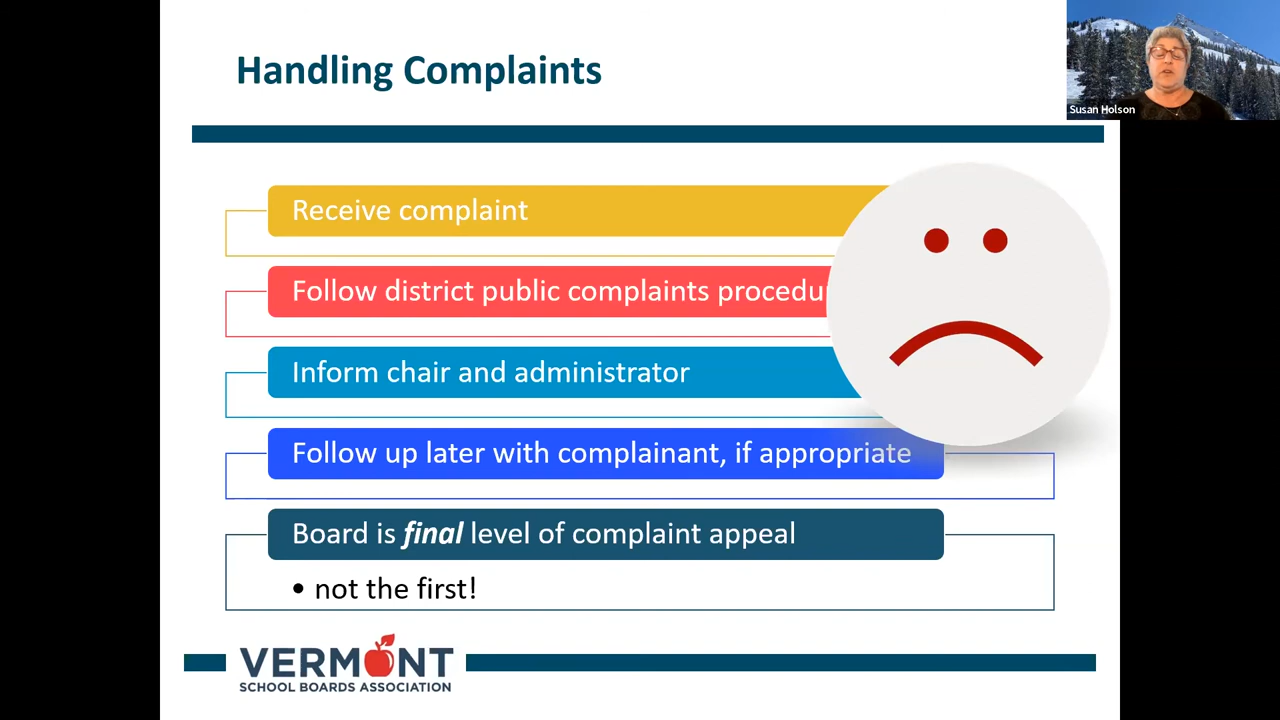 Handling Complaints
Susan Holson
Receive complaint
Follow district public complaints
Inform chair and administrator
Follow up later with complainant, if appropriate
Board is final level of complaint appeal
• not the first!
VERMONT
SCHOOL BOARDS ASSOCIATION